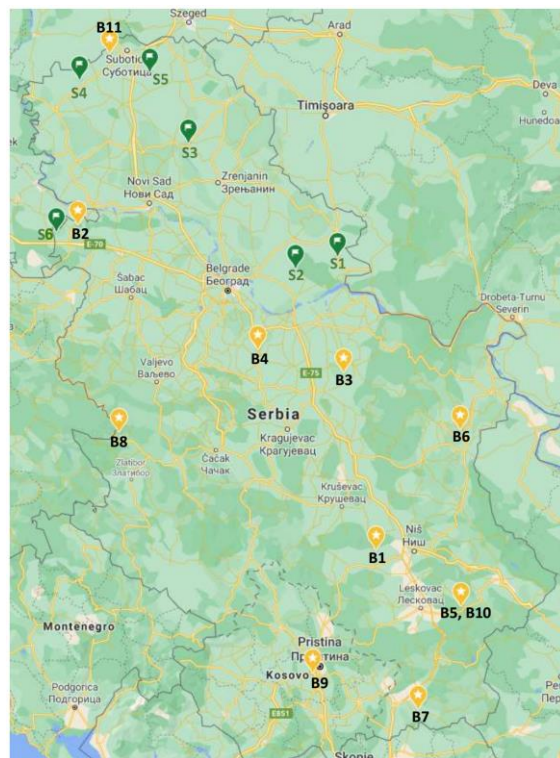 Szeged
B11
Subotica
Суботица
Arad
S5
S4
Deva
Hunedoara
Timișoara
S3
Novi Sad
Нови Сад
Zrenjanin
Зрењанин
S6
B2
E-70
S1
S2
Belgrade
Београд
Šabac
Шабац
Drobeta-Turnu
Severin
B4
Valjevo
Ваљево
E-75
B3
Serbia
B6
B8
Kragujevac
Крагујевац
Čačak
Чачак
Zlatibor
Златибор
Kruševac
Крушевац
Niš
Ниш
B1
Leskovac
Лесковац
B5, B10
Montenegro
Pristina
Kosovo
B9
B7
Podgorica
Подгорица
E851
Skopje